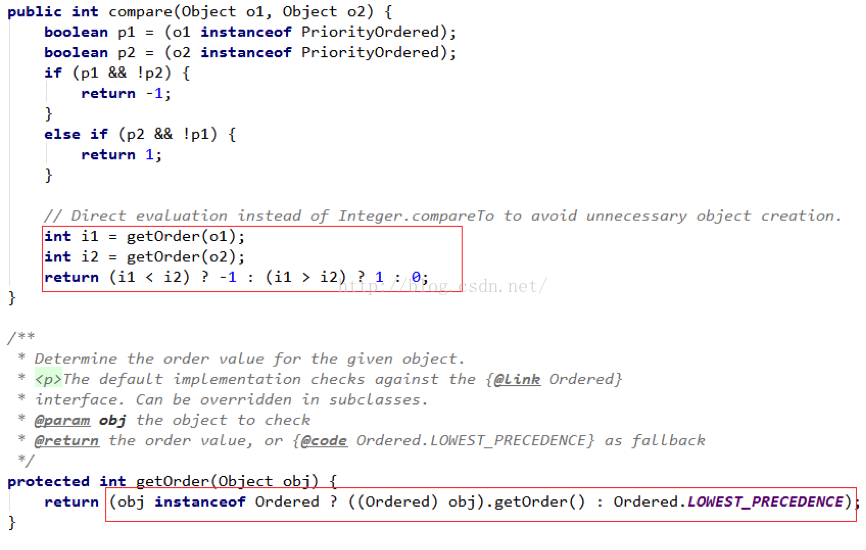 public int compare(Object o1, Object o2) {
    boolean p1 = (o1 instanceof PriorityOrdered);
    boolean p2 = (o2 instanceof PriorityOrdered);
    if (p1 && !p2) {
        return -1;
    }
    else if (p2 && !p1) {
        return 1;
    }

    // Direct evaluation instead of Integer.compareTo to avoid unnecessary object creation.
    int i1 = getOrder(o1);
    int i2 = getOrder(o2);
    return (i1 < i2) ? -1 : (i1 > i2) ? 1 : 0;
http://blog.csdn.net/
}

/**
 * Determine the order value for the given object.
 * <p>The default implementation checks against the {@link Ordered}
 * interface. Can be overridden in subclasses.
 * @param obj the object to check
 * @return the order value, or {@code Ordered.LOWEST_PRECEDENCE} as fallback
 */
protected int getOrder(Object obj) {
    return (obj instanceof Ordered ? ((Ordered) obj).getOrder() : Ordered.LOWEST_PRECEDENCE);
}